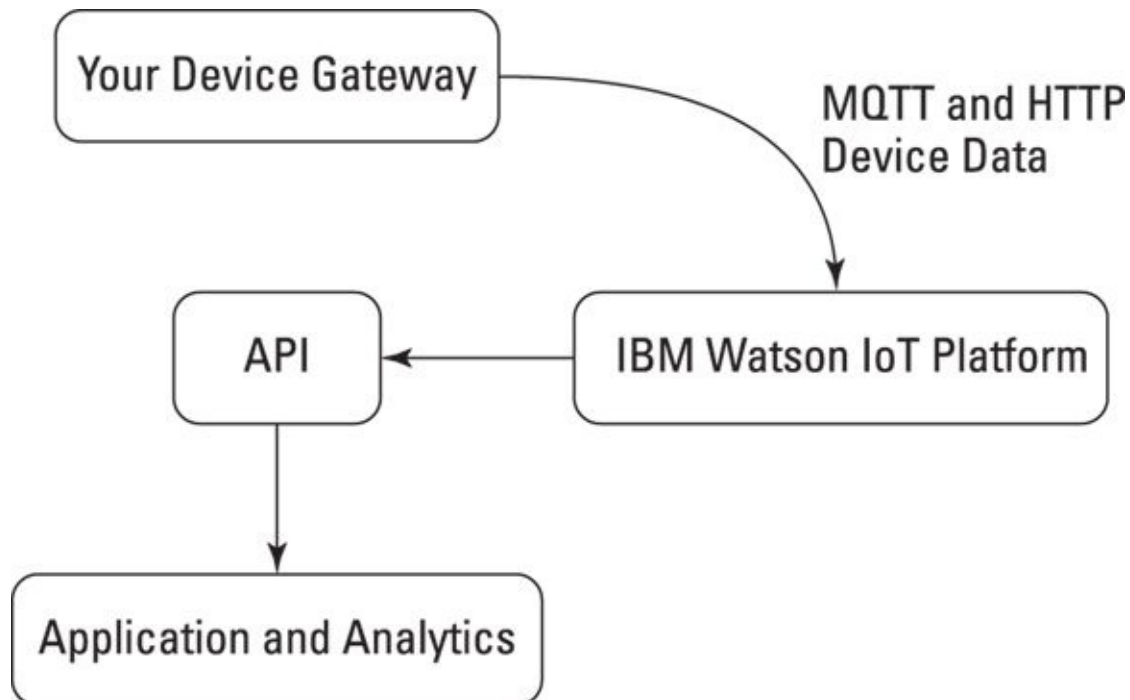 Your Device Gateway
MQTT and HTTP
Device Data
API
IBM Watson IoT Platform
Application and Analytics